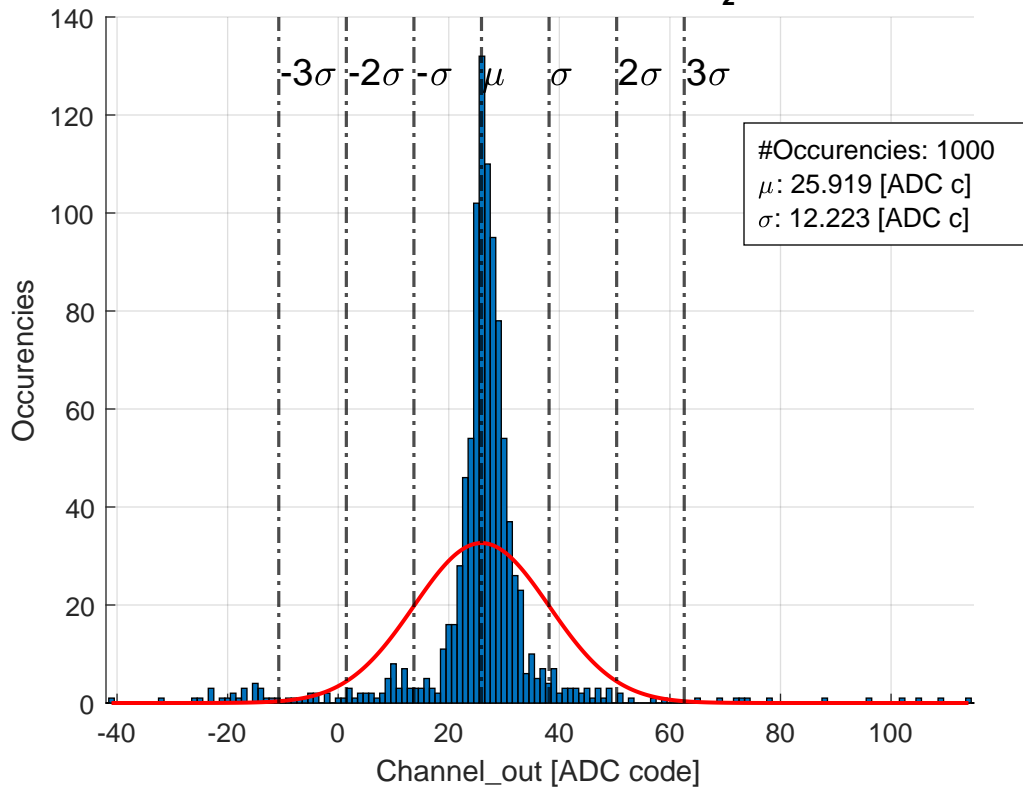 2
140
120
100
80
60
40
20
0
-3σ -2σ -σ μ σ 2σ 3σ
#Occurencies: 1000
μ: 25.919 [ADC c]
σ: 12.223 [ADC c]
Occurencies
-40 -20 0 20 40 60 80 100
Channel_out [ADC code]